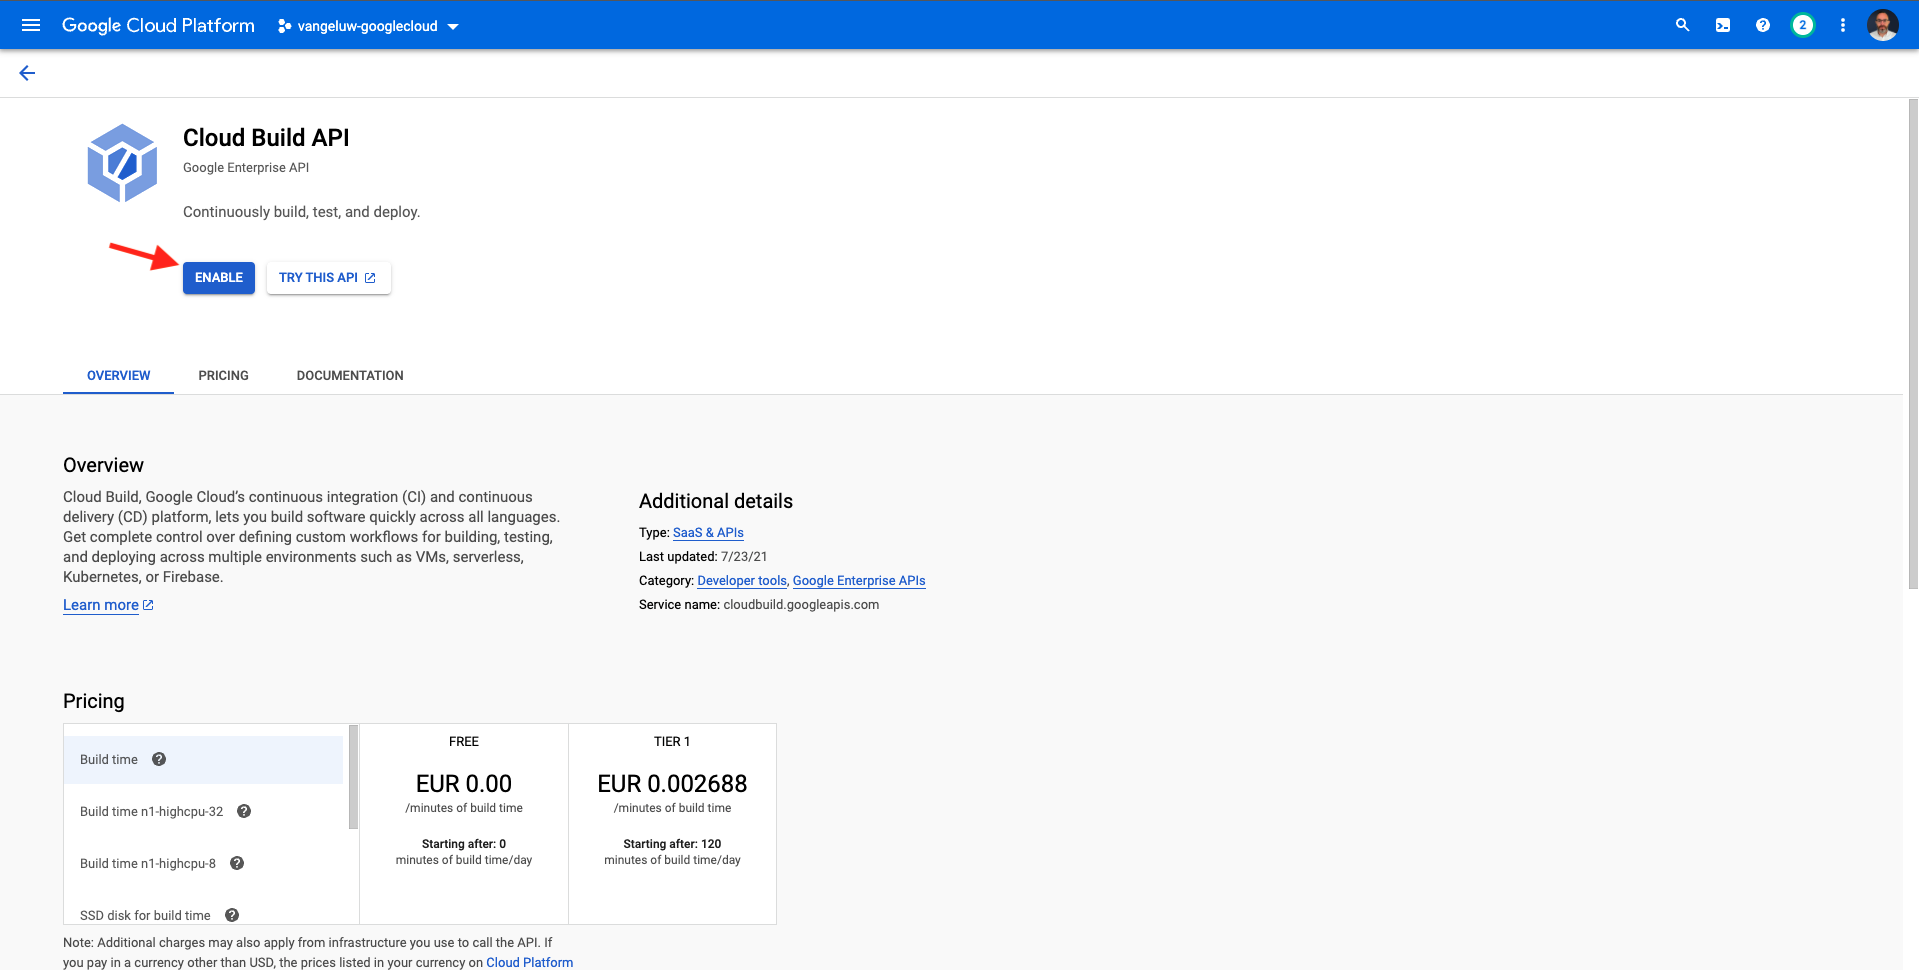 Google Cloud Platform
vangeluw-googlecloud
2
Cloud Build API
Google Enterprise API
Continuously build, test, and deploy.
ENABLE
TRY THIS API
OVERVIEW
PRICING
DOCUMENTATION
Overview
Cloud Build, Google Cloud's continuous integration (CI) and continuous
delivery (CD) platform, lets you build software quickly across all languages.
Get complete control over defining custom workflows for building, testing,
and deploying across multiple environments such as VMs, serverless,
Kubernetes, or Firebase.
Learn more
Additional details
Type: SaaS & APIs
Last updated: 7/23/21
Category: Developer tools, Google Enterprise APIs
Service name: cloudbuild.googleapis.com
Pricing
Build time
Build time n1-highcpu-32
Build time n1-highcpu-8
SSD disk for build time
FREE
EUR 0.00
/minutes of build time
Starting after: 0
minutes of build time/day
TIER 1
EUR 0.002688
/minutes of build time
Starting after: 120
minutes of build time/day
Note: Additional charges may also apply from infrastructure you use to call the API. If
you pay in a currency other than USD, the prices listed in your currency on Cloud Platform